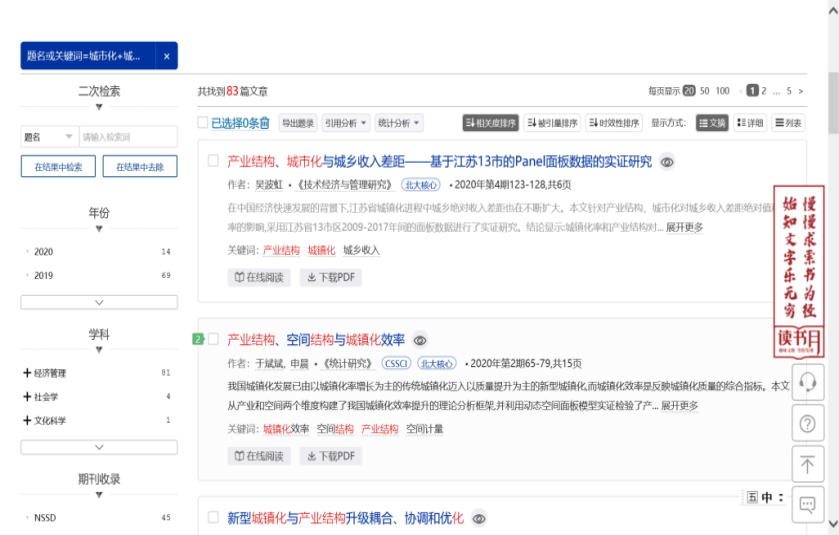 题名或关键词=城市化+城... ×
二次检索
共找到83篇文章
每页显示 20 50 100 < 1 2 ... 5 >
已选择0条 导出题录 引用分析 统计分析 相关度排序 被引量排序 时效性排序 显示方式: 文摘 详细 列表
题名 请输入检索词
在结果中检索 在结果中去除
年份
2020 14
2019 69
学科
经济管理 81
社会学 4
文化科学 1
期刊收录
NSSD 45
产业结构、城市化与城乡收入差距——基于江苏13市的Panel面板数据的实证研究
作者: 吴波虹 •《技术经济与管理研究》 北大核心 •2020年第4期123-128,共6页
在中国经济快速发展的背景下,江苏省城镇化进程中城乡绝对收入差距也在不断扩大。本文针对产业结构、城市化对城乡收入差距绝对值
率的影响,采用江苏省13市区2009-2017年间的面板数据进行了实证研究。结论显示:城镇化率和产业结构对... 展开更多
关键词: 产业结构 城镇化 城乡收入
在线阅读 下载PDF
2
产业结构、空间结构与城镇化效率
作者: 于斌斌, 申晨 •《统计研究》 CSSCI 北大核心 •2020年第2期65-79,共15页
我国城镇化发展已由以城镇化率增长为主的传统城镇化迈入以质量提升为主的新型城镇化,而城镇化效率是反映城镇化质量的综合指标。本文
从产业和空间两个维度构建了我国城镇化效率提升的理论分析框架,并利用动态空间面板模型实证检验了产... 展开更多
关键词: 城镇化效率 空间结构 产业结构 空间计量
在线阅读 下载PDF
新型城镇化与产业结构升级耦合、协调和优化
慢慢求索书为径
始知文字乐无穷
读书月
五 中 :